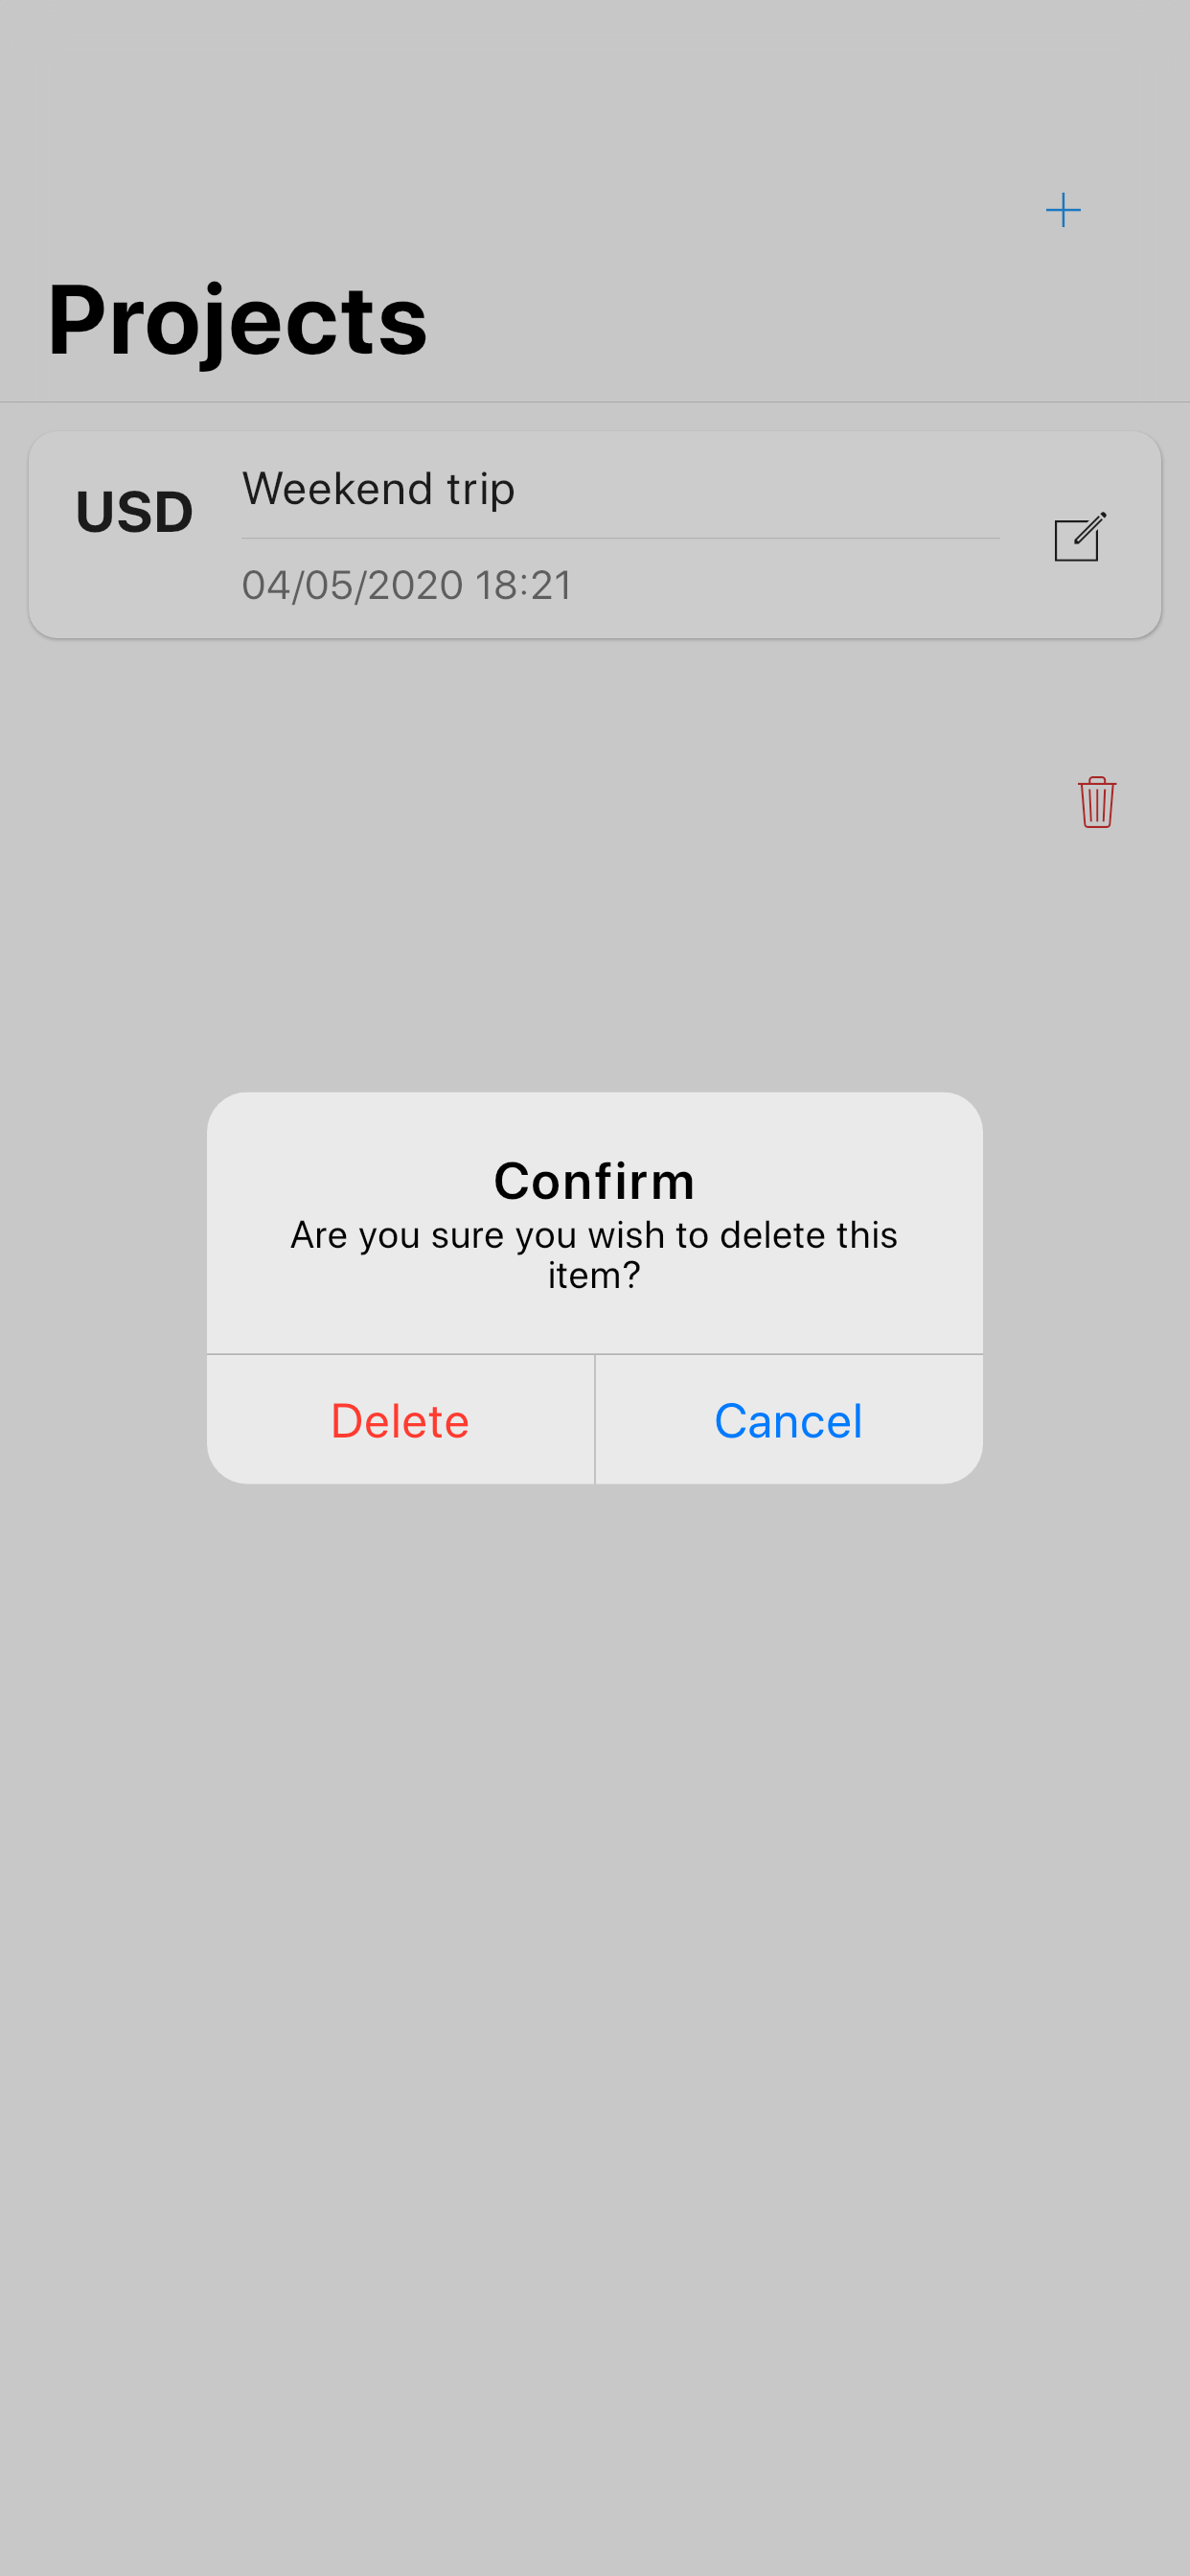 Projects
USD
Weekend trip
04/05/2020 18:21
Confirm
Are you sure you wish to delete this
item?
Delete
Cancel